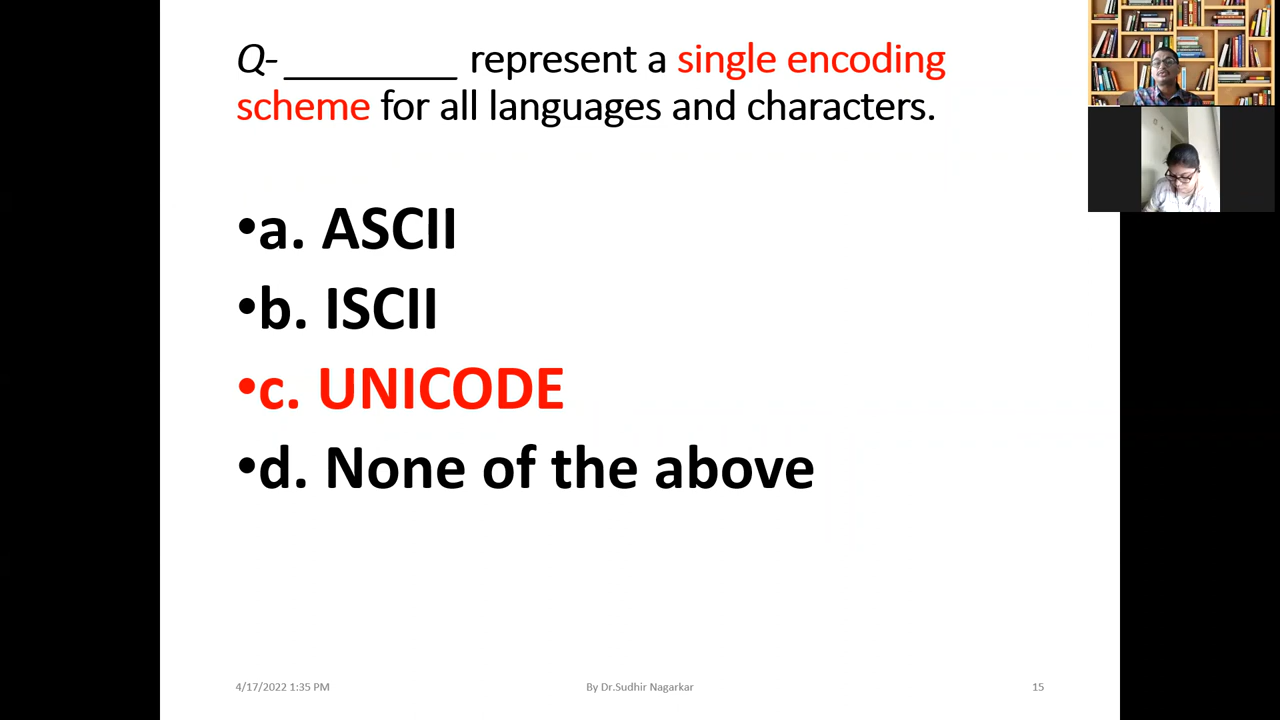 Q- ________ represent a single encoding
scheme for all languages and characters.
•a. ASCII
•b. ISCII
•c. UNICODE
•d. None of the above
4/17/2022 1:35 PM
By Dr.Sudhir Nagarkar
15